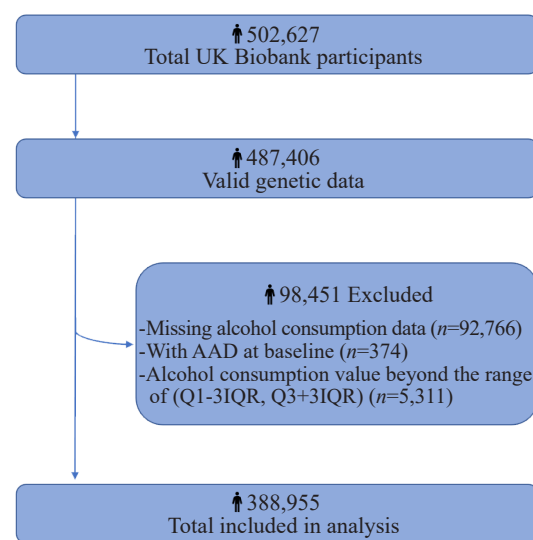 502,627
Total UK Biobank participants
487,406
Valid genetic data
98,451 Excluded
-Missing alcohol consumption data (n=92,766)
-With AAD at baseline (n=374)
-Alcohol consumption value beyond the range
of (Q1-3IQR, Q3+3IQR) (n=5,311)
388,955
Total included in analysis